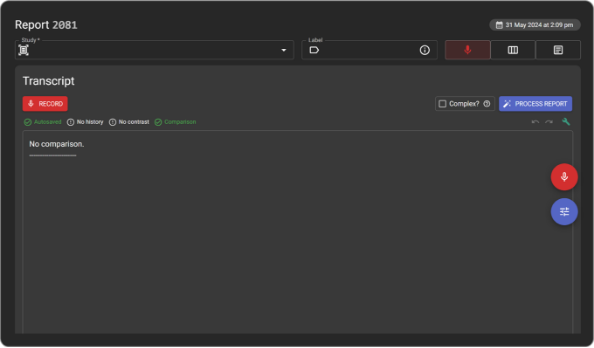 Report 2081
31 May 2024 at 2:09 pm
Study *
Label
Transcript
RECORD
Complex?
PROCESS REPORT
Autosaved No history No contrast Comparison
No comparison.